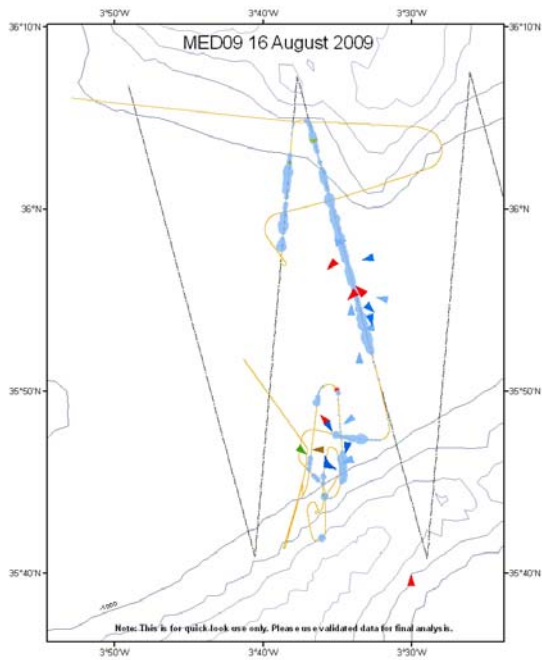 3°50'W 3°40'W 3°30'W
36°10'N 36°10'N
MED09 16 August 2009
36°N 36°N
35°50'N 35°50'N
35°40'N 35°40'N
-1000
Note: This is for quick-look use only. Please use validated data for final analysis.
3°50'W 3°40'W 3°30'W